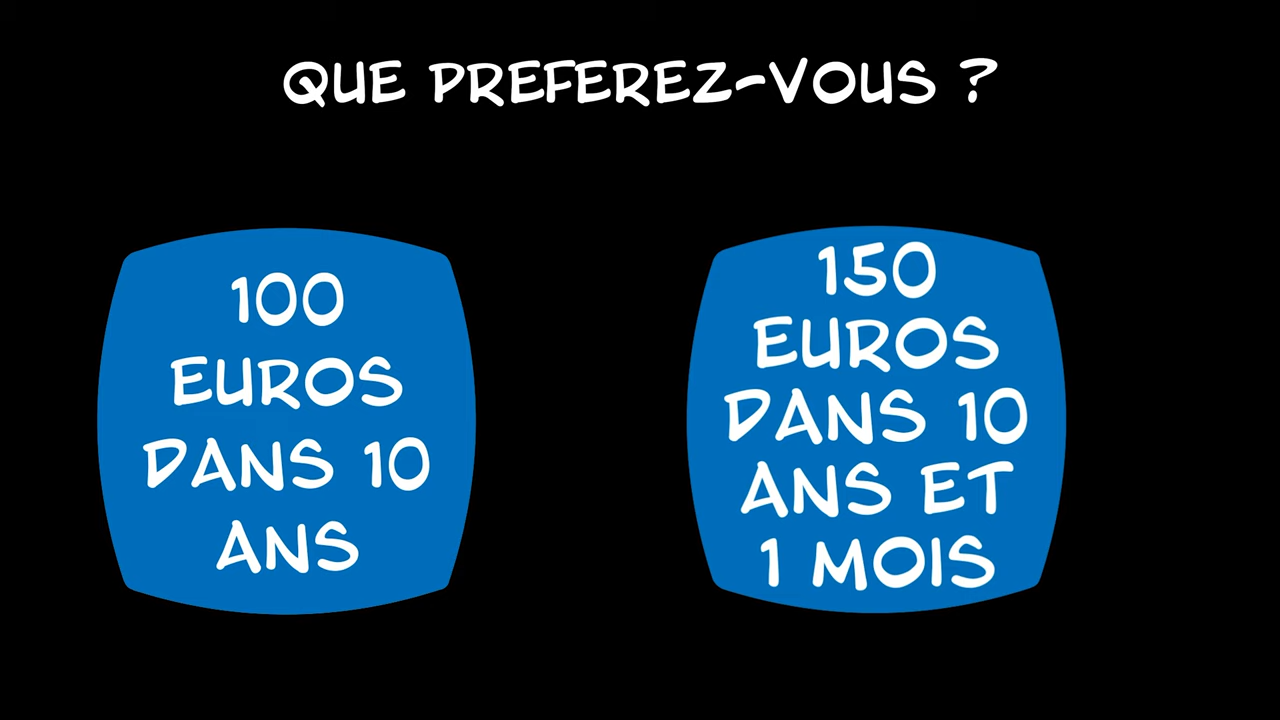 QUE PREFEREZ-VOUS ?
100
EUROS
DANS 10
ANS
150
EUROS
DANS 10
ANS ET
1 MOIS